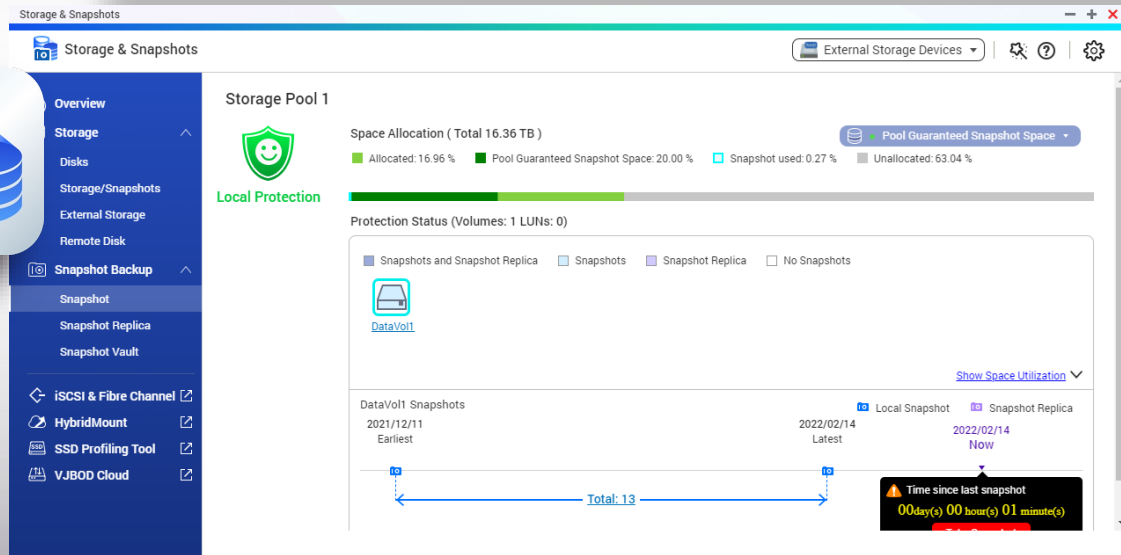 Storage & Snapshots
Storage & Snapshots
External Storage Devices
Overview
Storage
Disks
Storage/Snapshots
External Storage
Remote Disk
Snapshot Backup
Snapshot
Snapshot Replica
Snapshot Vault
iSCSI & Fibre Channel
HybridMount
SSD
SSD Profiling Tool
VJBOD Cloud
Storage Pool 1
Local Protection
Space Allocation ( Total 16.36 TB )
Pool Guaranteed Snapshot Space
Allocated: 16.96 % Pool Guaranteed Snapshot Space: 20.00 % Snapshot used: 0.27 % Unallocated: 63.04 %
Protection Status (Volumes: 1 LUNs: 0)
Snapshots and Snapshot Replica Snapshots Snapshot Replica No Snapshots
DataVol1
Show Space Utilization
DataVol1 Snapshots
Local Snapshot Snapshot Replica
2021/12/11
Earliest
2022/02/14
Latest
2022/02/14
Now
Total: 13
Time since last snapshot
00day(s) 00 hour(s) 01 minute(s)